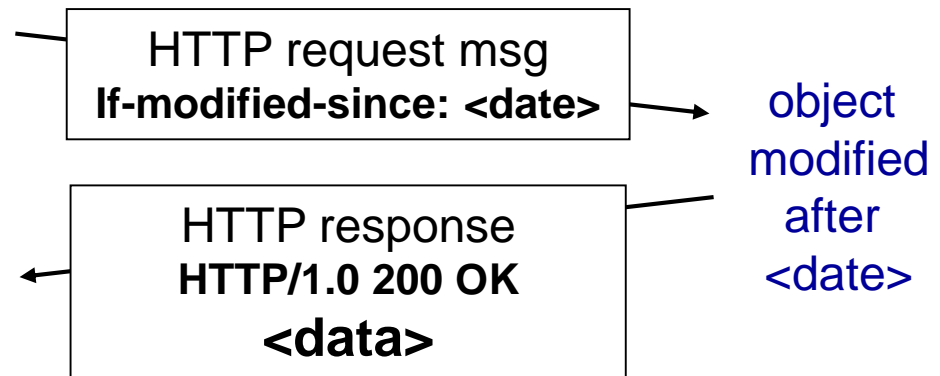 HTTP request msg
If-modified-since: <date>
object
modified
after
<date>
HTTP response
HTTP/1.0 200 OK
<data>